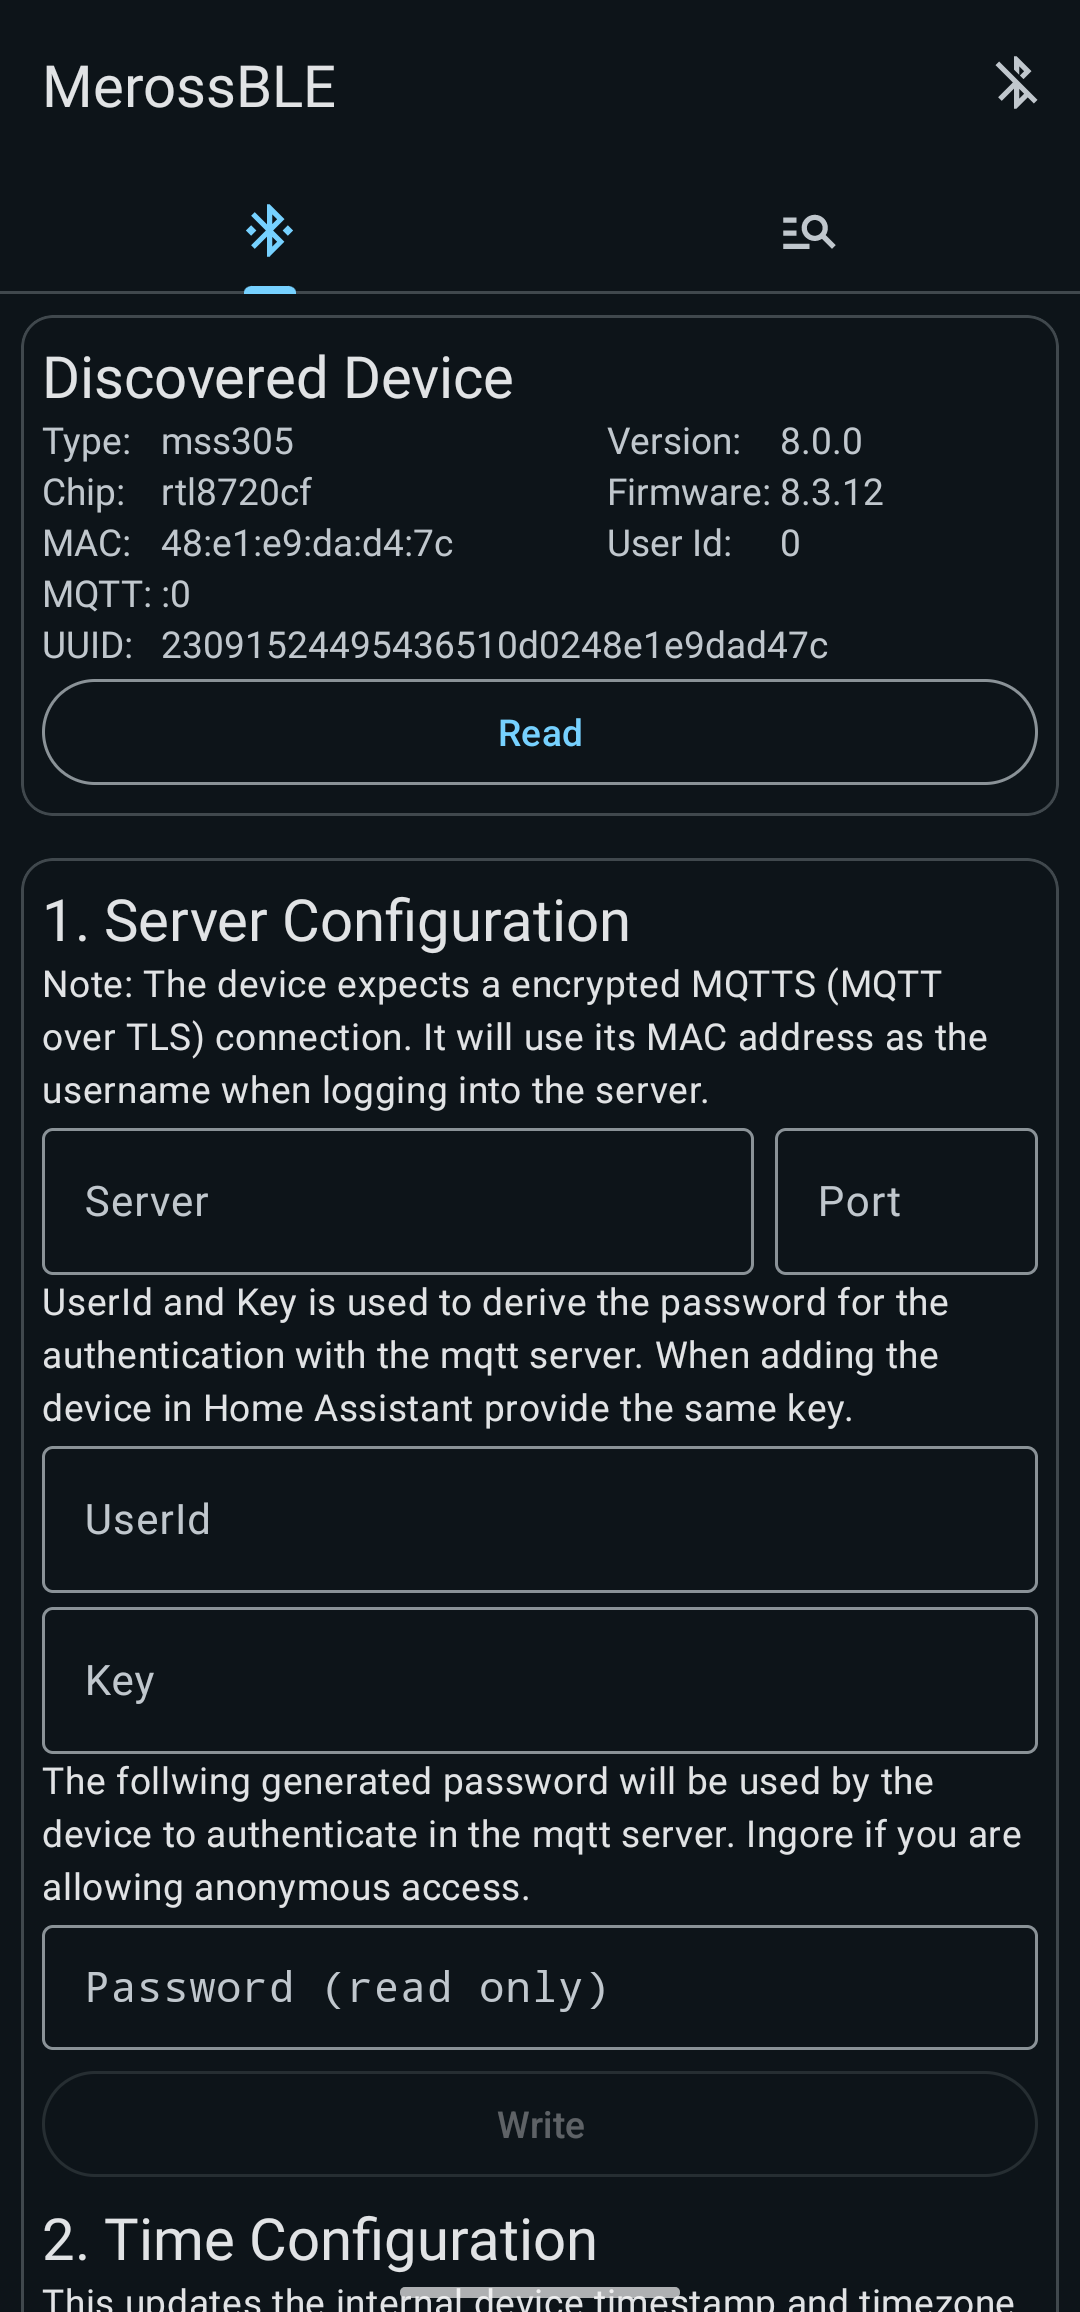 MerossBLE
Discovered Device
Type: mss305 Version: 8.0.0
Chip: rtl8720cf Firmware: 8.3.12
MAC: 48:e1:e9:da:d4:7c User Id: 0
MQTT: :0
UUID: 23091524495436510d0248e1e9dad47c
Read
1. Server Configuration
Note: The device expects a encrypted MQTTS (MQTT
over TLS) connection. It will use its MAC address as the
username when logging into the server.
Server Port
UserId and Key is used to derive the password for the
authentication with the mqtt server. When adding the
device in Home Assistant provide the same key.
UserId
Key
The follwing generated password will be used by the
device to authenticate in the mqtt server. Ingore if you are
allowing anonymous access.
Password (read only)
Write
2. Time Configuration
This updates the internal device timestamp and timezone